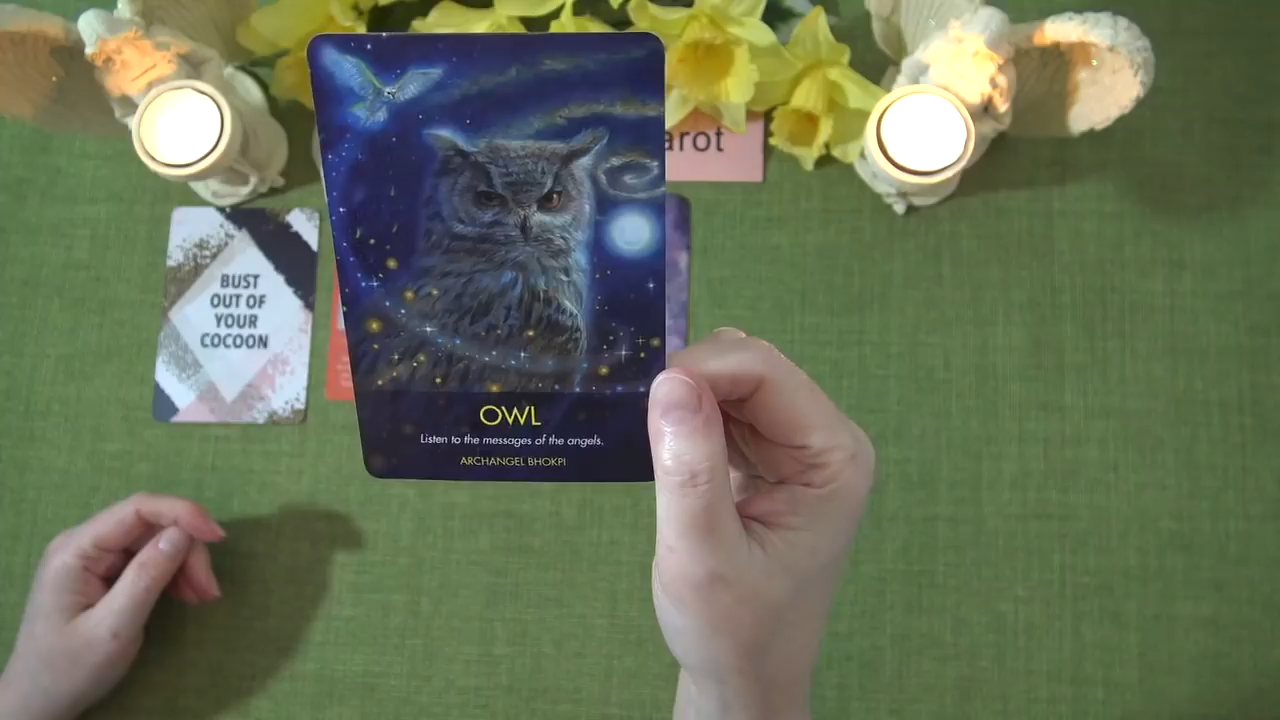 arot
BUST
OUT OF
YOUR
COCOON
OWL
Listen to the messages of the angels.
ARCHANGEL BHOKPI